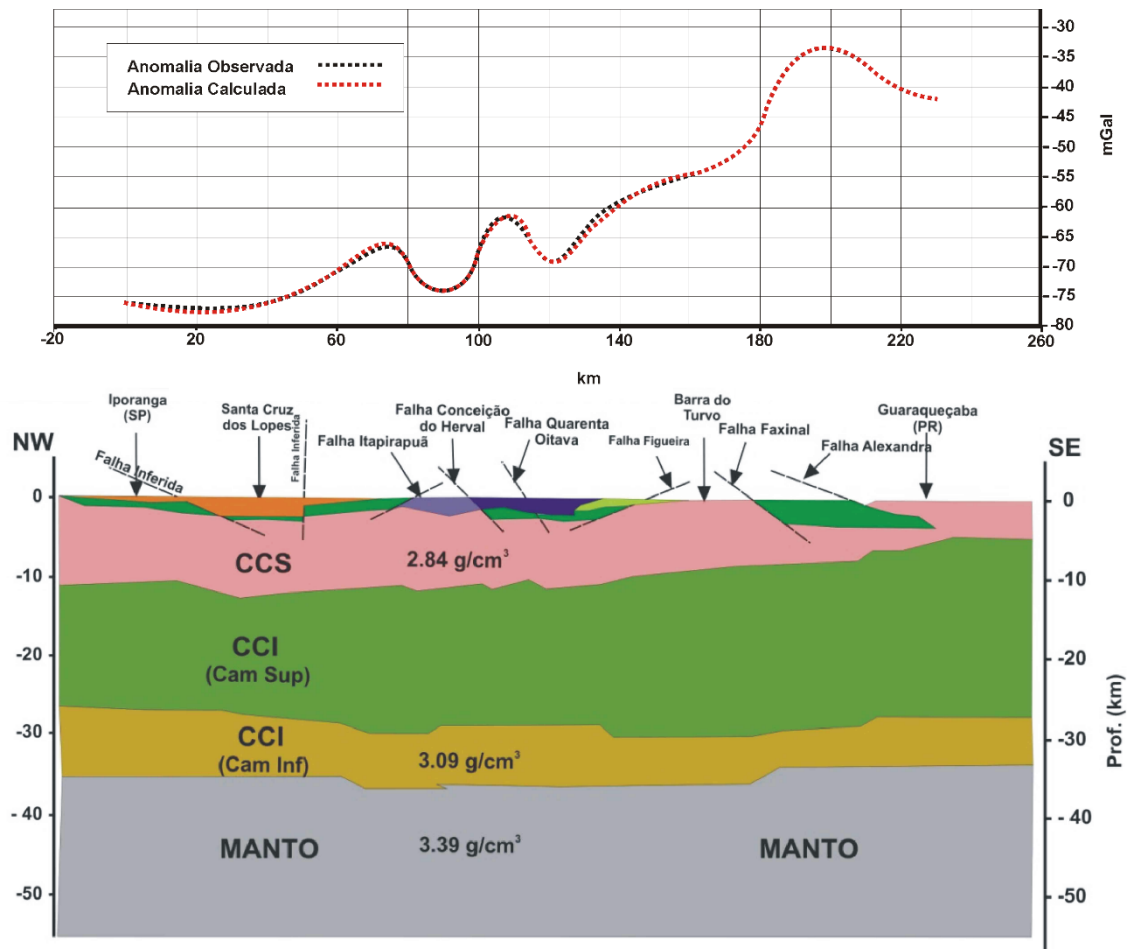 -30
-35
-40
-45
-50
-55
-60
-65
-70
-75
-80
mGal
Anomalia Observada
Anomalia Calculada
-20 20 60 100 140 180 220 260
km
NW
SE
Iporanga
(SP)
Santa Cruz
dos Lopes
Falha Inferida
Falha Inferida
Falha Itapirapuã
Falha Conceição
do Herval
Falha Quarenta
Oitava
Falha Figueira
Barra do
Turvo
Falha Faxinal
Falha Alexandra
Guaraqueçaba
(PR)
0
-10
-20
-30
- 40
-50
0
-10
-20
-30
- 40
-50
Prof. (km)
CCS
2.84 g/cm³
CCI
(Cam Sup)
CCI
(Cam Inf)
3.09 g/cm³
MANTO
3.39 g/cm³
MANTO